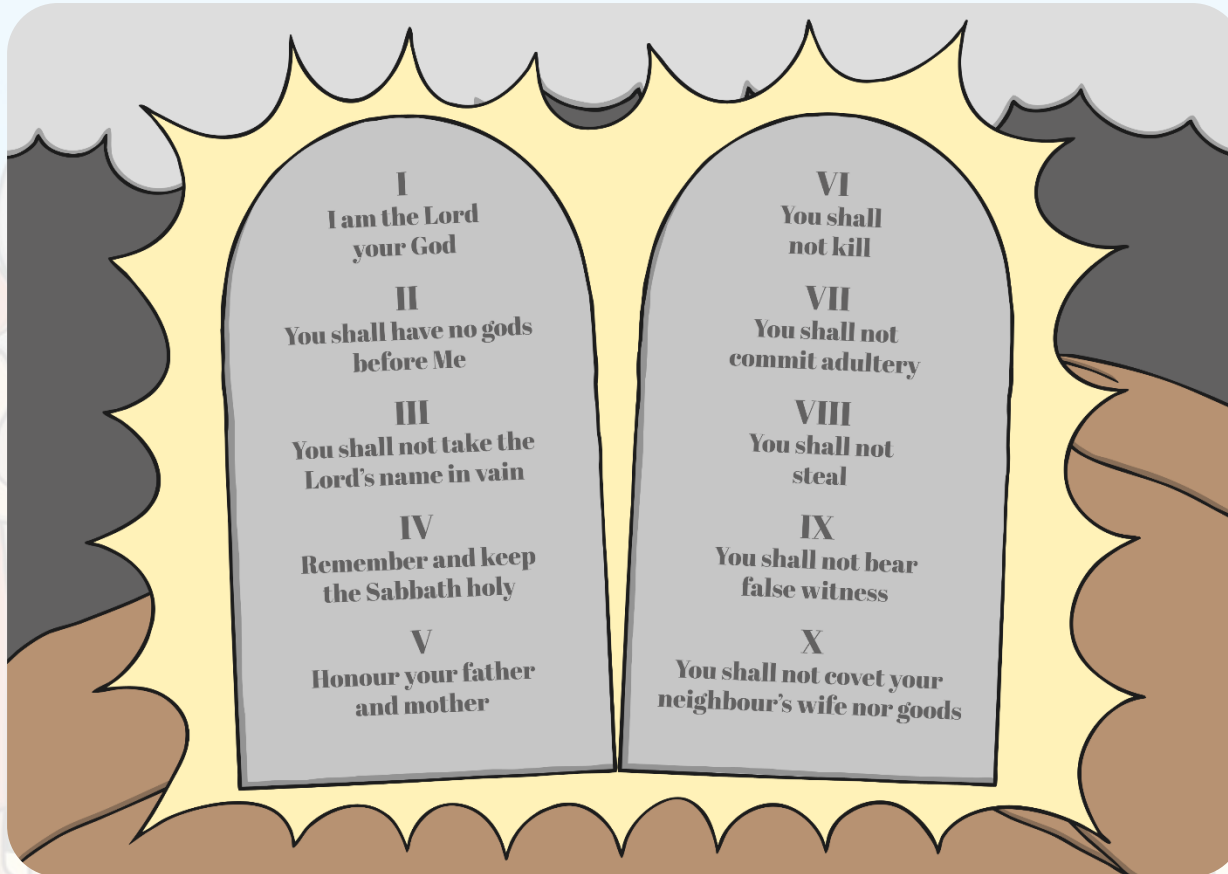 I
I am the Lord
your God
II
You shall have no gods
before Me
III
You shall not take the
Lord's name in vain
IV
Remember and keep
the Sabbath holy
V
Honour your father
and mother
VI
You shall
not kill
VII
You shall not
commit adultery
VIII
You shall not
steal
IX
You shall not bear
false witness
X
You shall not covet your
neighbour's wife nor goods